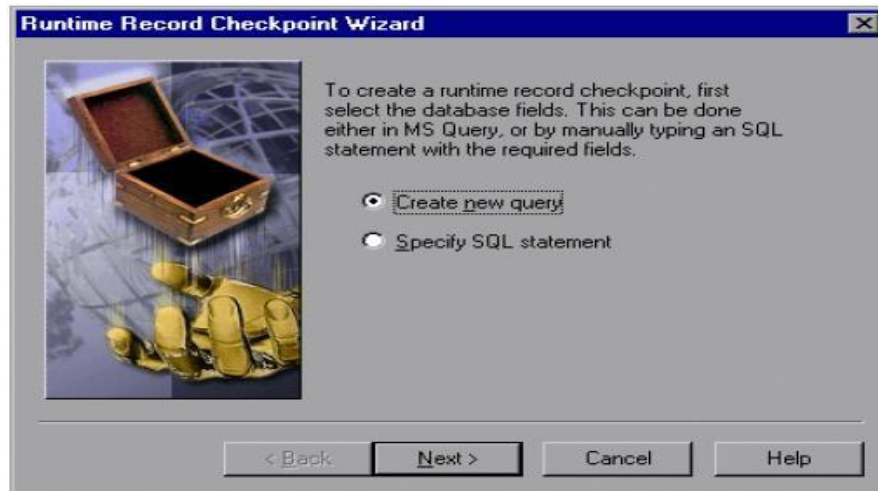 Runtime Record Checkpoint Wizard
To create a runtime record checkpoint, first
select the database fields. This can be done
either in MS Query, or by manually typing an SQL
statement with the required fields.
Create new query
Specify SQL statement
< Back
Next >
Cancel
Help